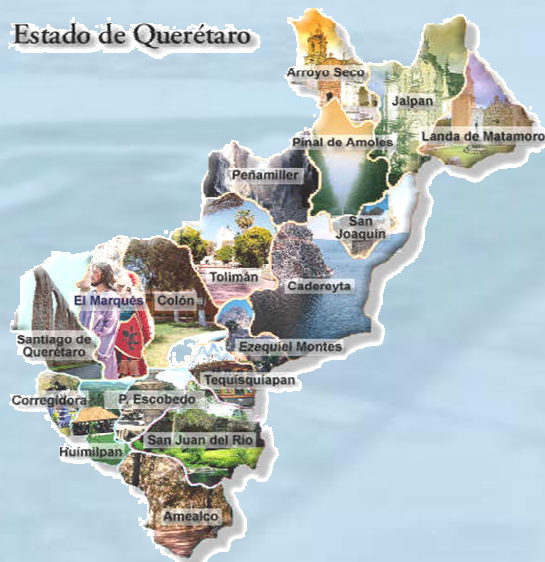 Estado de Querétaro
Arroyo Seco
Jalpan
Landa de Matamoro
Pinal de Amoles
Peñamiller
San
Joaquín
Tolimán
Cadereyta
El Marqués
Colón
Santiago de
Querétaro
Ezequiel Montes
Tequisquiapan
Corregidora
P. Escobedo
San Juan del Río
Huimilpan
Amealco